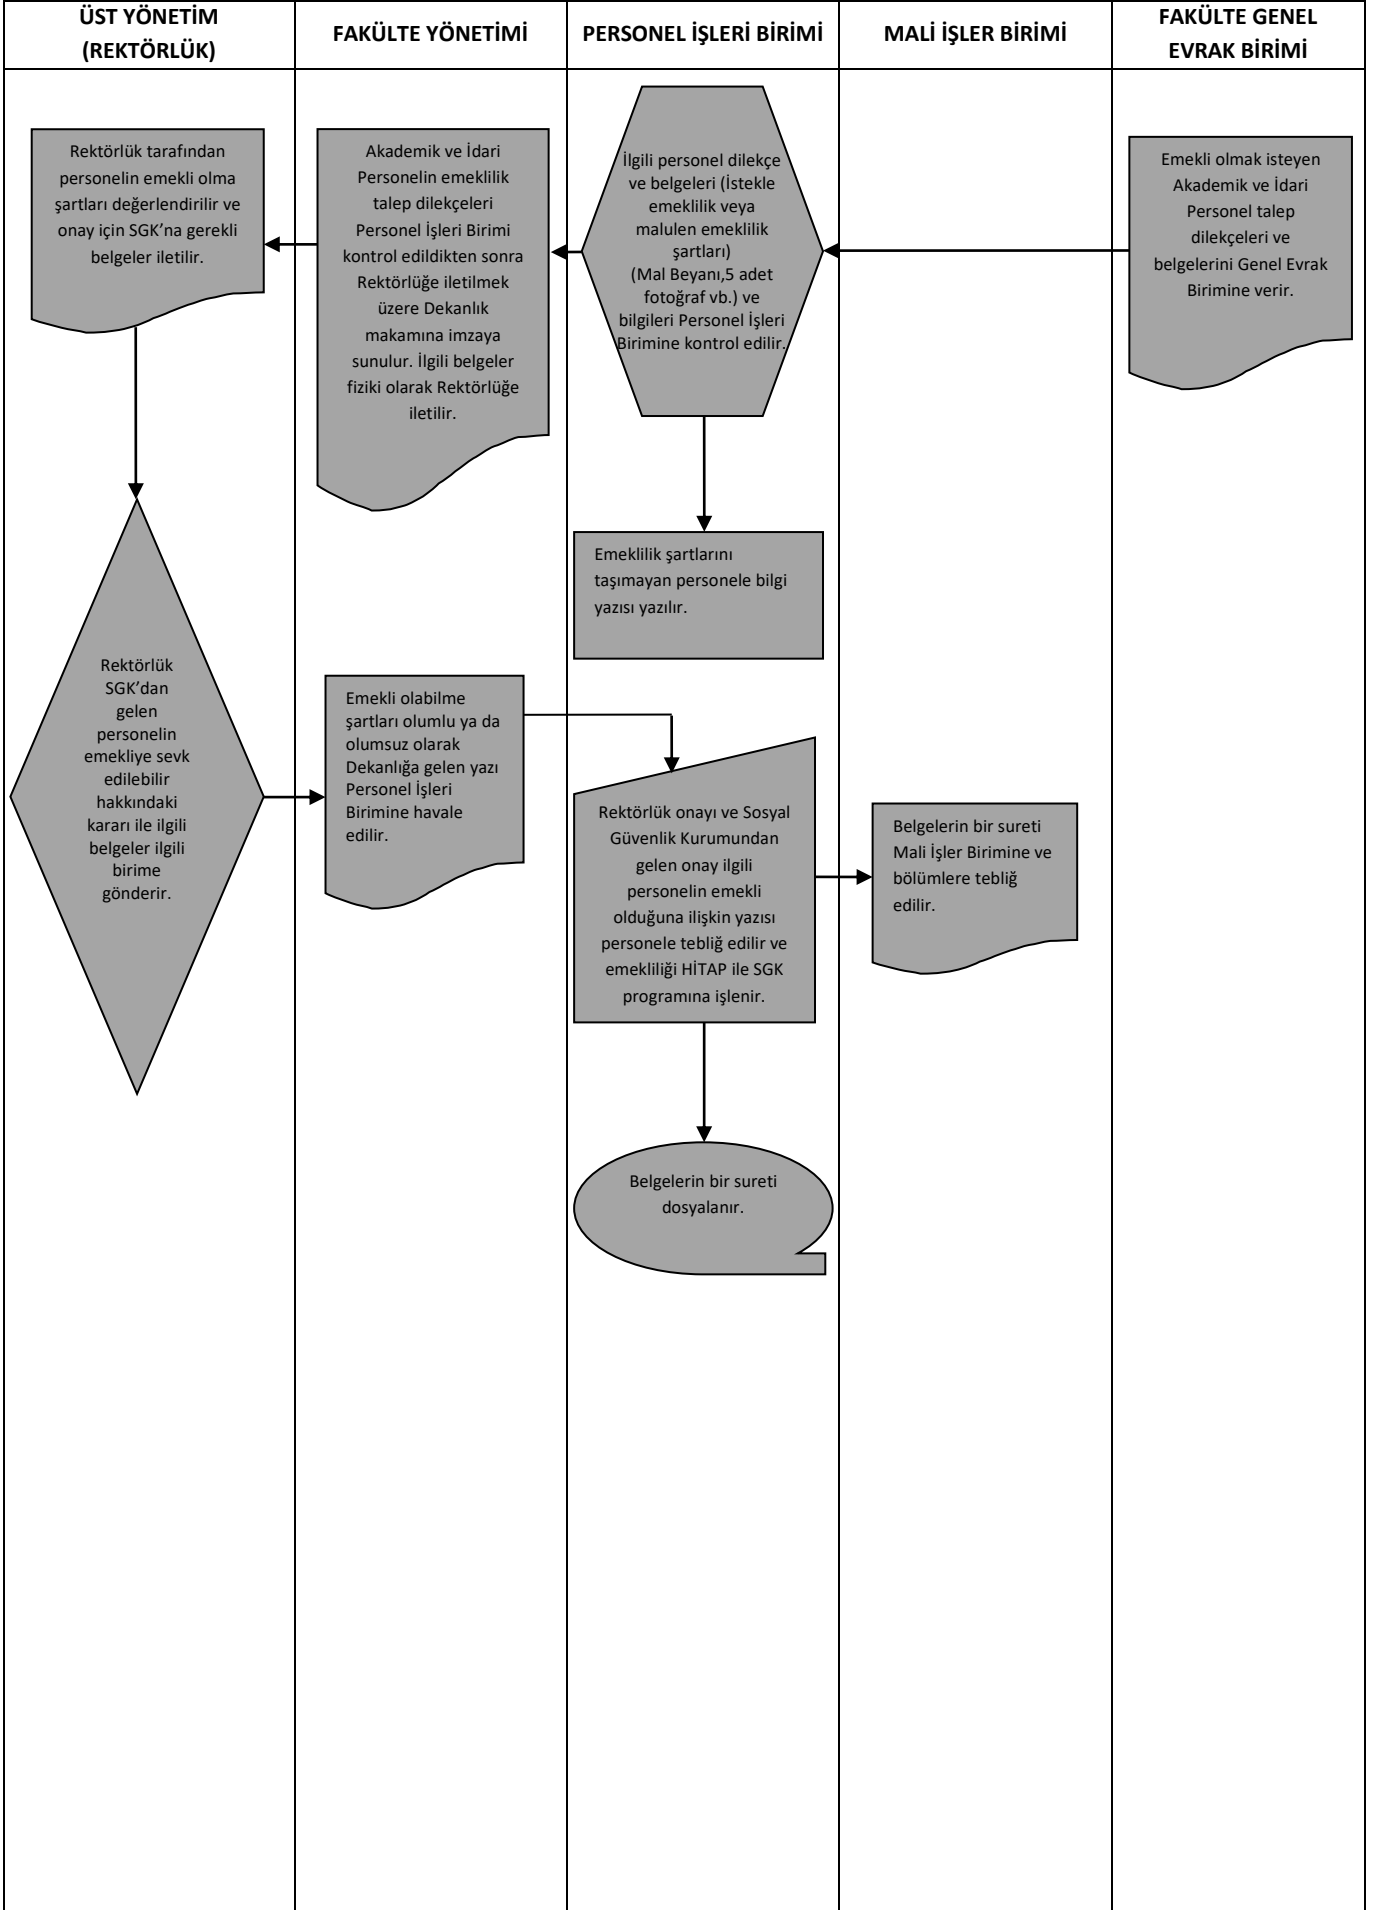 ÜST YÖNETİM
(REKTÖRLÜK)
FAKÜLTE YÖNETİMİ
PERSONEL İŞLERİ BİRİMİ
MALİ İŞLER BİRİMİ
FAKÜLTE GENEL
EVRAK BİRİMİ
Rektörlük tarafından
personelin emekli olma
şartları değerlendirilir ve
onay için SGK’na gerekli
belgeler iletilir.
Akademik ve İdari
Personelin emeklilik
talep dilekçeleri
Personel İşleri Birimi
kontrol edildikten sonra
Rektörlüğe iletilmek
üzere Dekanlık
makamına imzaya
sunulur. İlgili belgeler
fiziki olarak Rektörlüğe
iletilir.
İlgili personel dilekçe
ve belgeleri (İstekle
emeklilik veya
malulen emeklilik
şartları)
(Mal Beyanı,5 adet
fotoğraf vb.) ve
bilgileri Personel İşleri
Birimine kontrol edilir.
Emekli olmak isteyen
Akademik ve İdari
Personel talep
dilekçeleri ve
belgelerini Genel Evrak
Birimine verir.
Emeklilik şartlarını
taşımayan personele bilgi
yazısı yazılır.
Rektörlük
SGK’dan
gelen
personelin
emekliye sevk
edilebilir
hakkındaki
kararı ile ilgili
belgeler ilgili
birime
gönderir.
Emekli olabilme
şartları olumlu ya da
olumsuz olarak
Dekanlığa gelen yazı
Personel İşleri
Birimine havale
edilir.
Rektörlük onayı ve Sosyal
Güvenlik Kurumundan
gelen onay ilgili
personelin emekli
olduğuna ilişkin yazısı
personele tebliğ edilir ve
emekliliği HİTAP ile SGK
programına işlenir.
Belgelerin bir sureti
Mali İşler Birimine ve
bölümlere tebliğ
edilir.
Belgelerin bir sureti
dosyalanır.